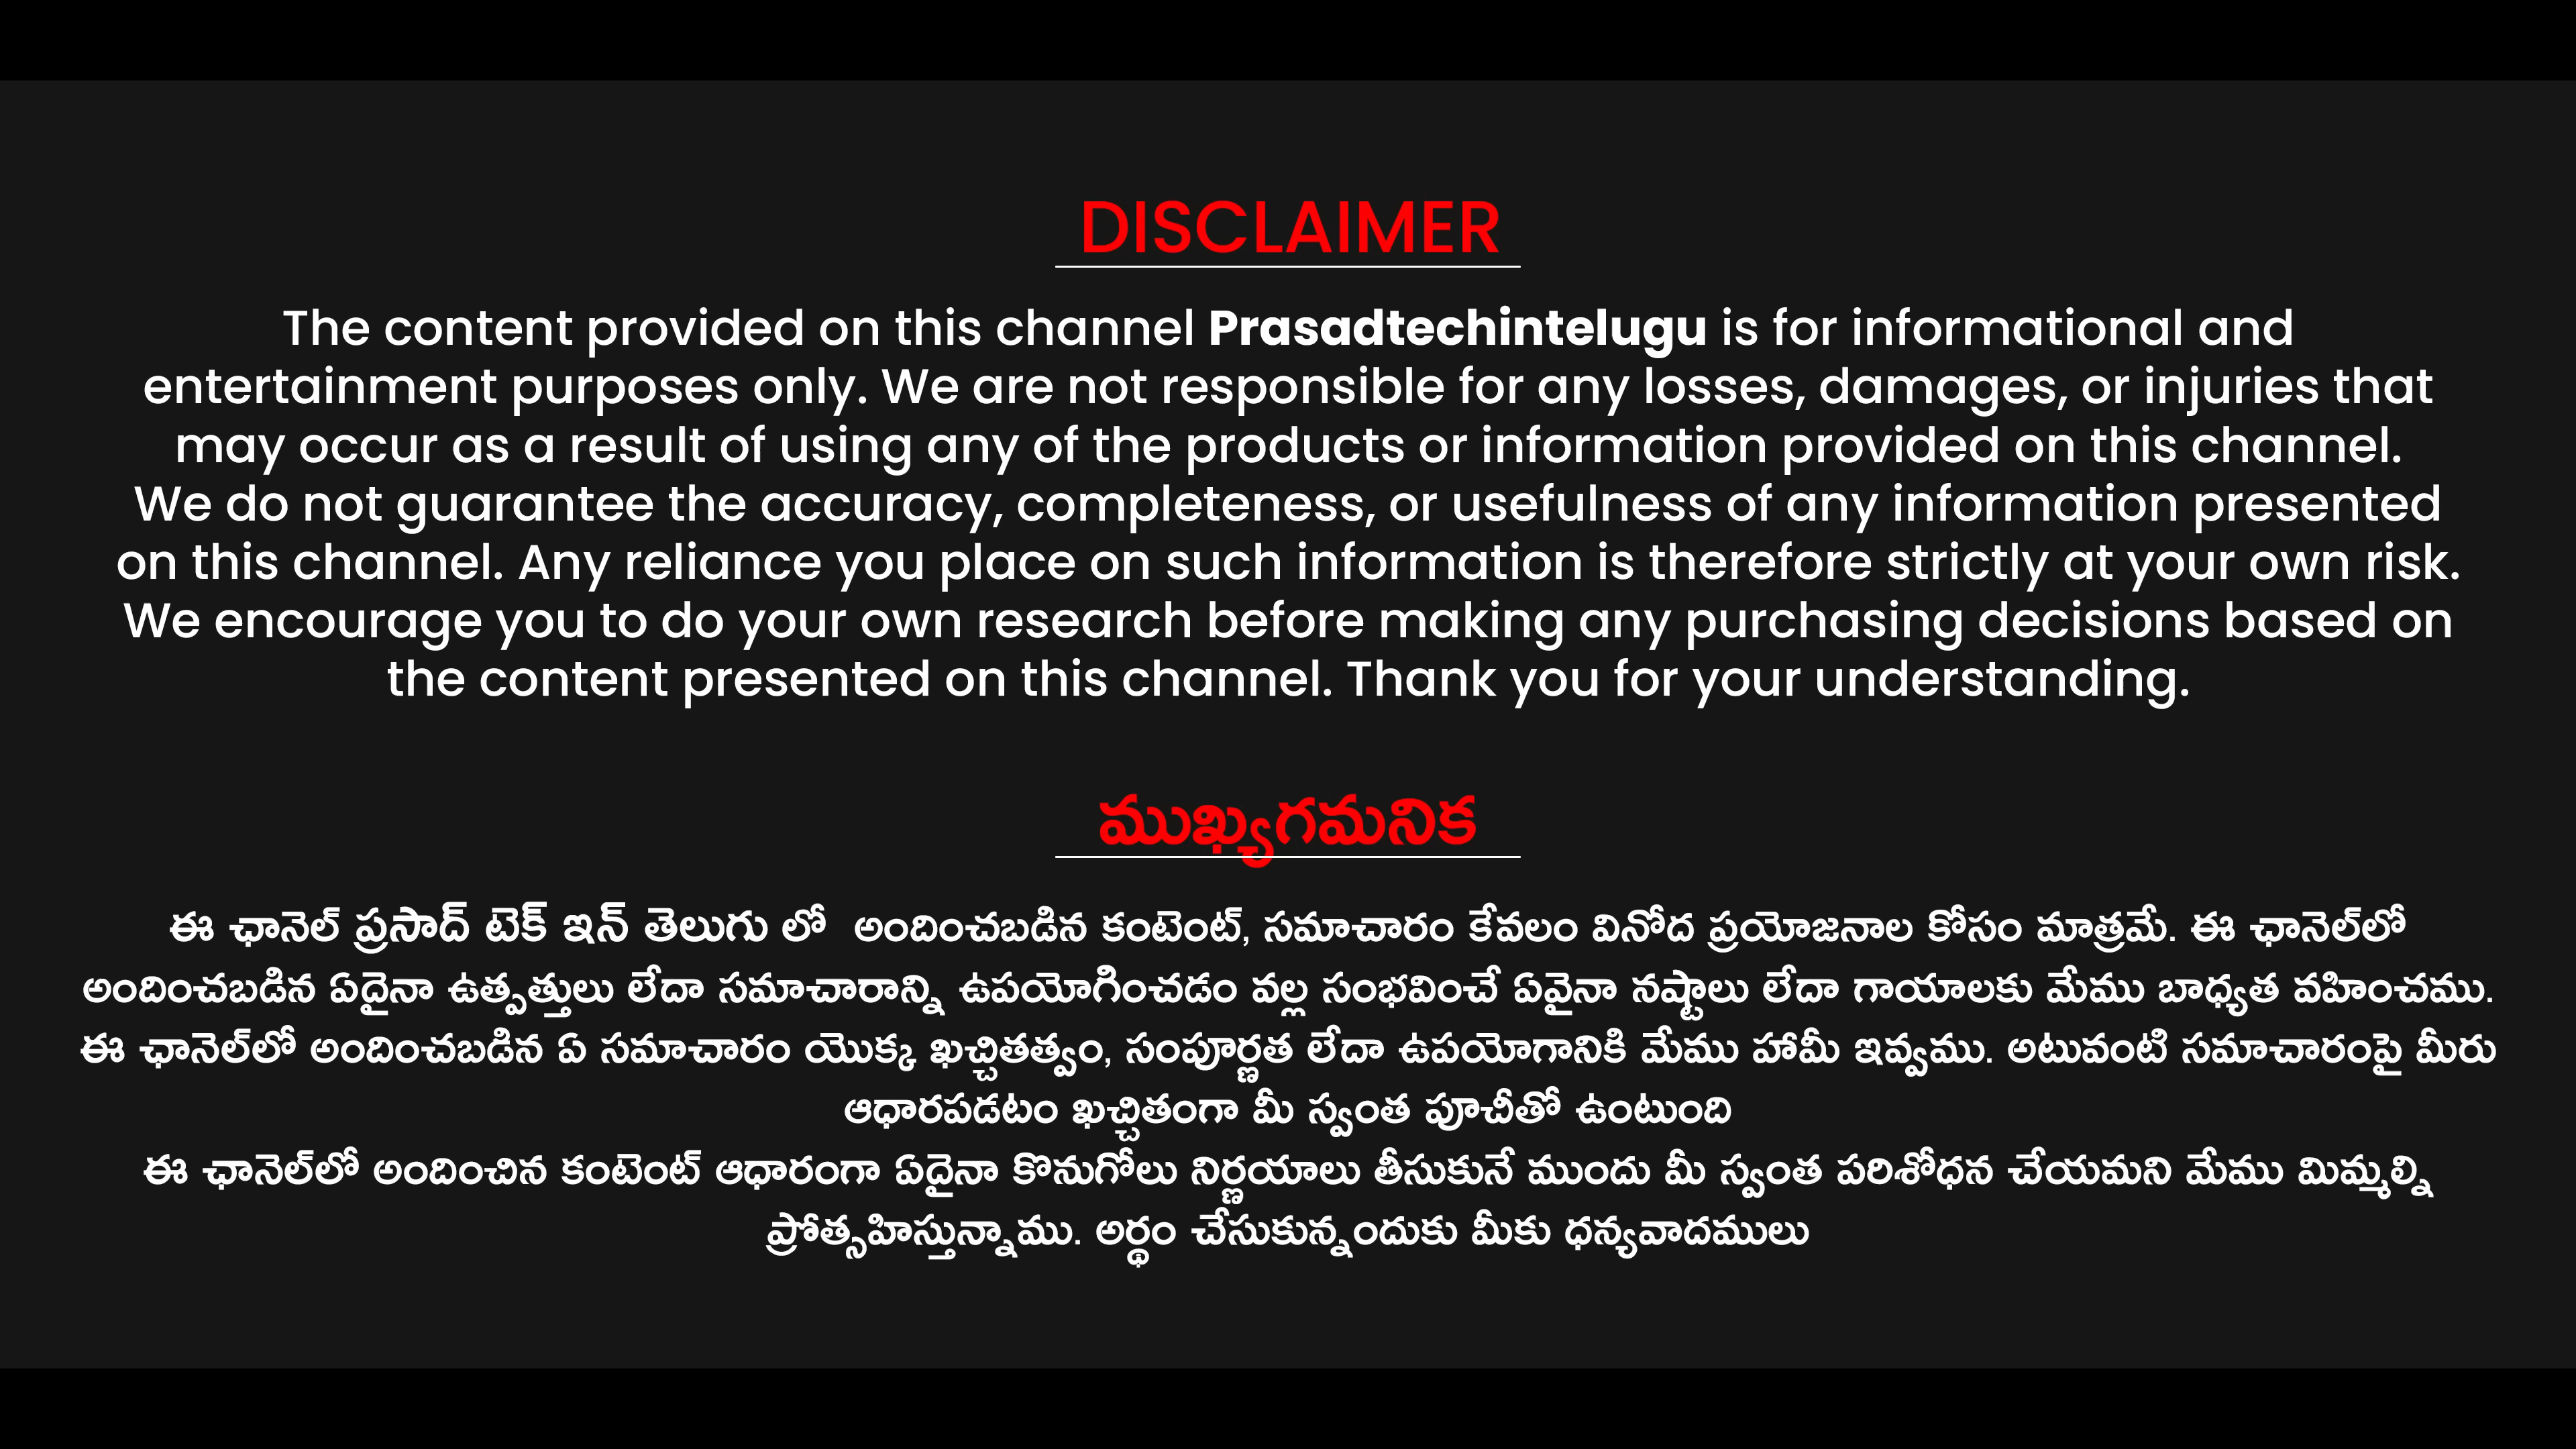 DISCLAIMER
The content provided on this channel Prasadtechintelugu is for informational and
entertainment purposes only. We are not responsible for any losses, damages, or injuries that
may occur as a result of using any of the products or information provided on this channel.
We do not guarantee the accuracy, completeness, or usefulness of any information presented
on this channel. Any reliance you place on such information is therefore strictly at your own risk.
We encourage you to do your own research before making any purchasing decisions based on
the content presented on this channel. Thank you for your understanding.
ముఖ్యగమనిక
ఈ ఛానెల్ ప్రసాద్ టెక్ ఇన్ తెలుగు లో అందించబడిన కంటెంట్, సమాచారం కేవలం వినోద ప్రయోజనాల కోసం మాత్రమే. ఈ ఛానెల్‌లో
అందించబడిన ఏదైనా ఉత్పత్తులు లేదా సమాచారాన్ని ఉపయోగించడం వల్ల సంభవించే ఏవైనా నష్టాలు లేదా గాయాలకు మేము బాధ్యత వహించము.
ఈ ఛానెల్‌లో అందించబడిన ఏ సమాచారం యొక్క ఖచ్చితత్వం, సంపూర్ణత లేదా ఉపయోగానికి మేము హామీ ఇవ్వము. అటువంటి సమాచారంపై మీరు
ఆధారపడటం ఖచ్చితంగా మీ స్వంత పూచీతో ఉంటుంది
ఈ ఛానెల్‌లో అందించిన కంటెంట్ ఆధారంగా ఏదైనా కొనుగోలు నిర్ణయాలు తీసుకునే ముందు మీ స్వంత పరిశోధన చేయమని మేము మిమ్మల్ని
ప్రోత్సహిస్తున్నాము. అర్థం చేసుకున్నందుకు మీకు ధన్యవాదములు